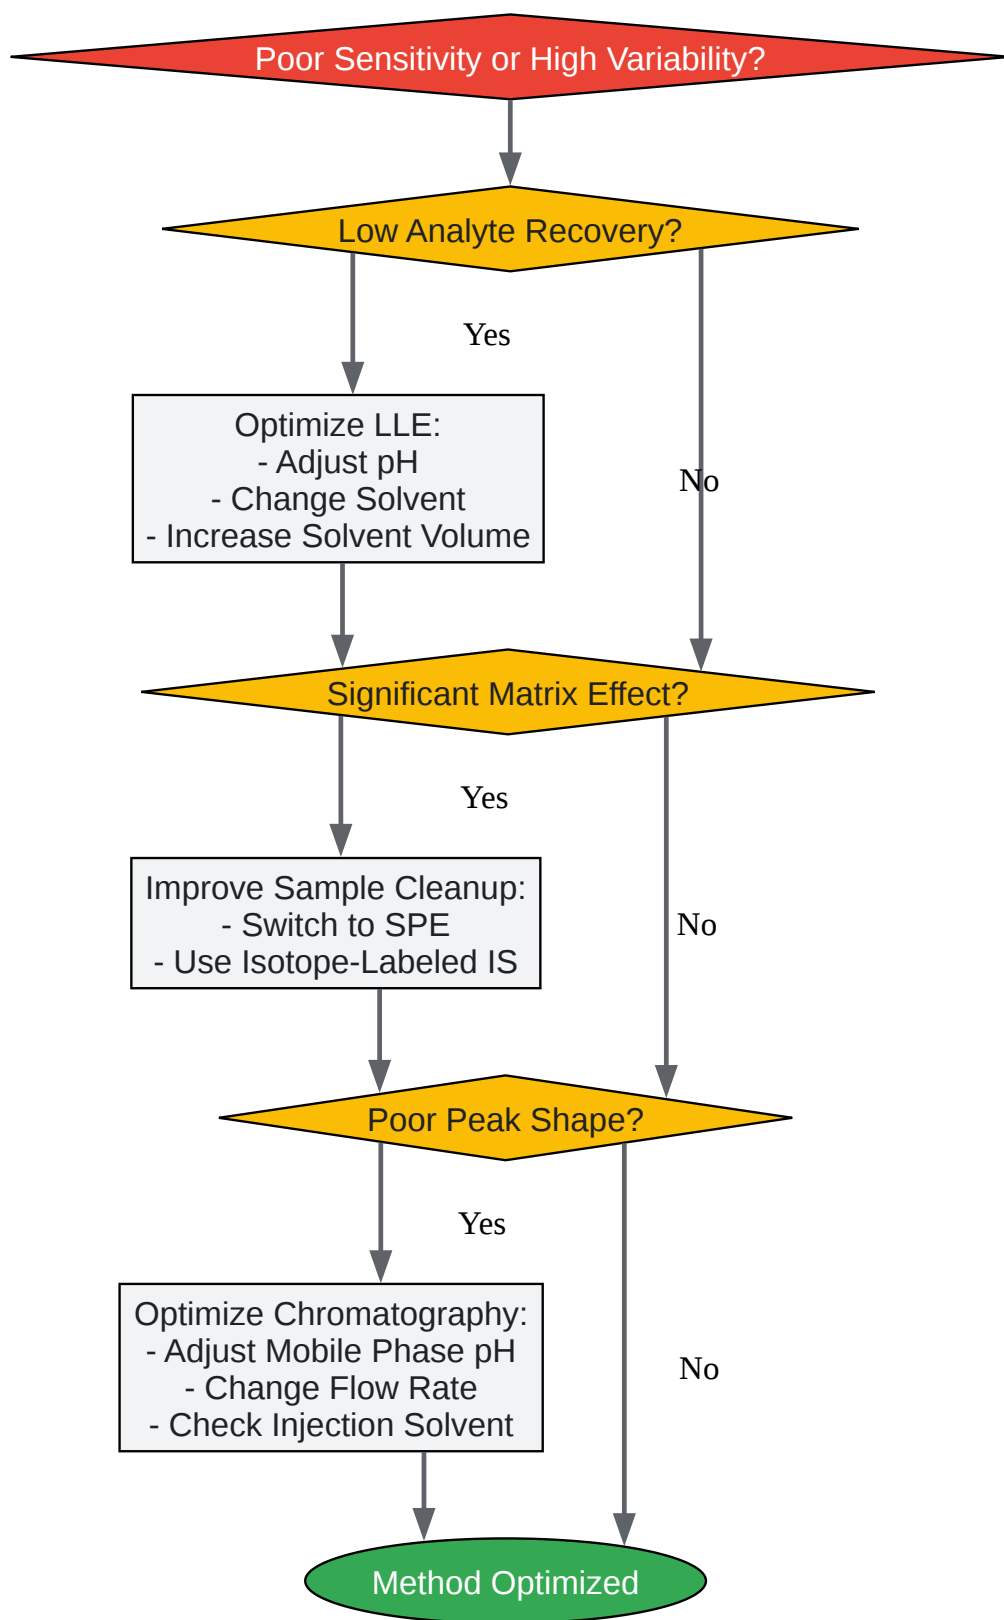 Poor Sensitivity or High Variability?
Low Analyte Recovery?
Yes
Optimize LLE:
- Adjust pH
- Change Solvent
- Increase Solvent Volume
No
Significant Matrix Effect?
Yes
Improve Sample Cleanup:
- Switch to SPE
- Use Isotope-Labeled IS
No
Poor Peak Shape?
Yes
Optimize Chromatography:
- Adjust Mobile Phase pH
- Change Flow Rate
- Check Injection Solvent
No
Method Optimized